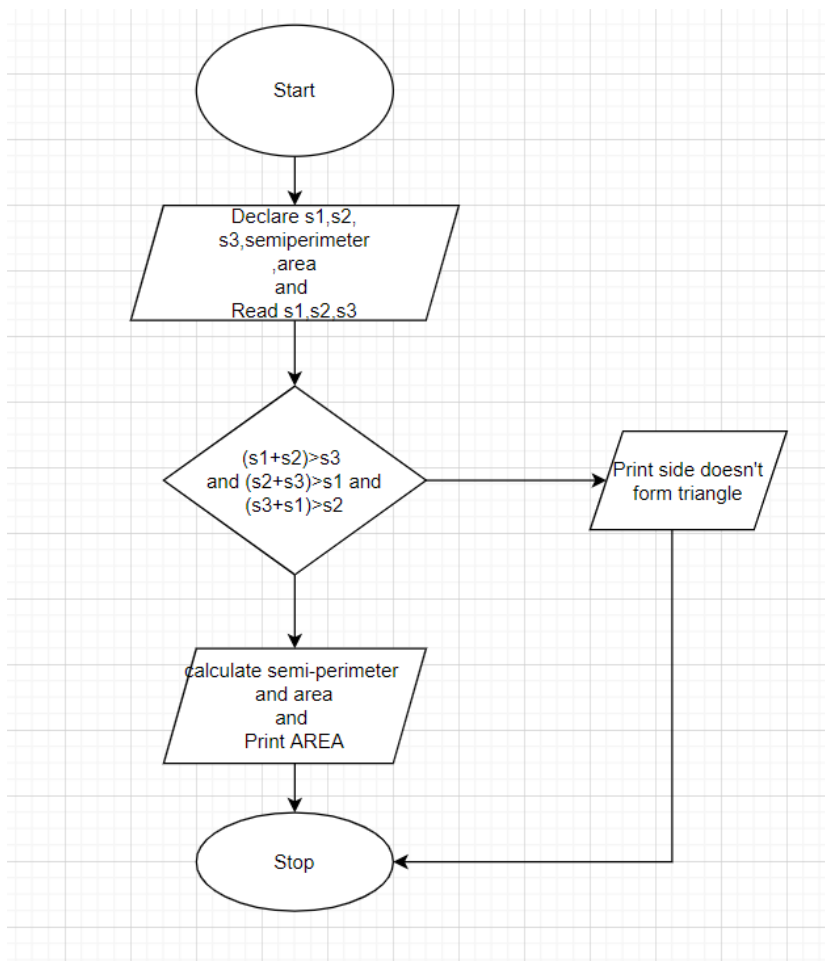 Start
Declare s1,s2,
s3,semiperimeter
,area
and
Read s1,s2,s3
(s1+s2)>s3
and (s2+s3)>s1 and
(s3+s1)>s2
Print side doesn't
form triangle
calculate semi-perimeter
and area
and
Print AREA
Stop